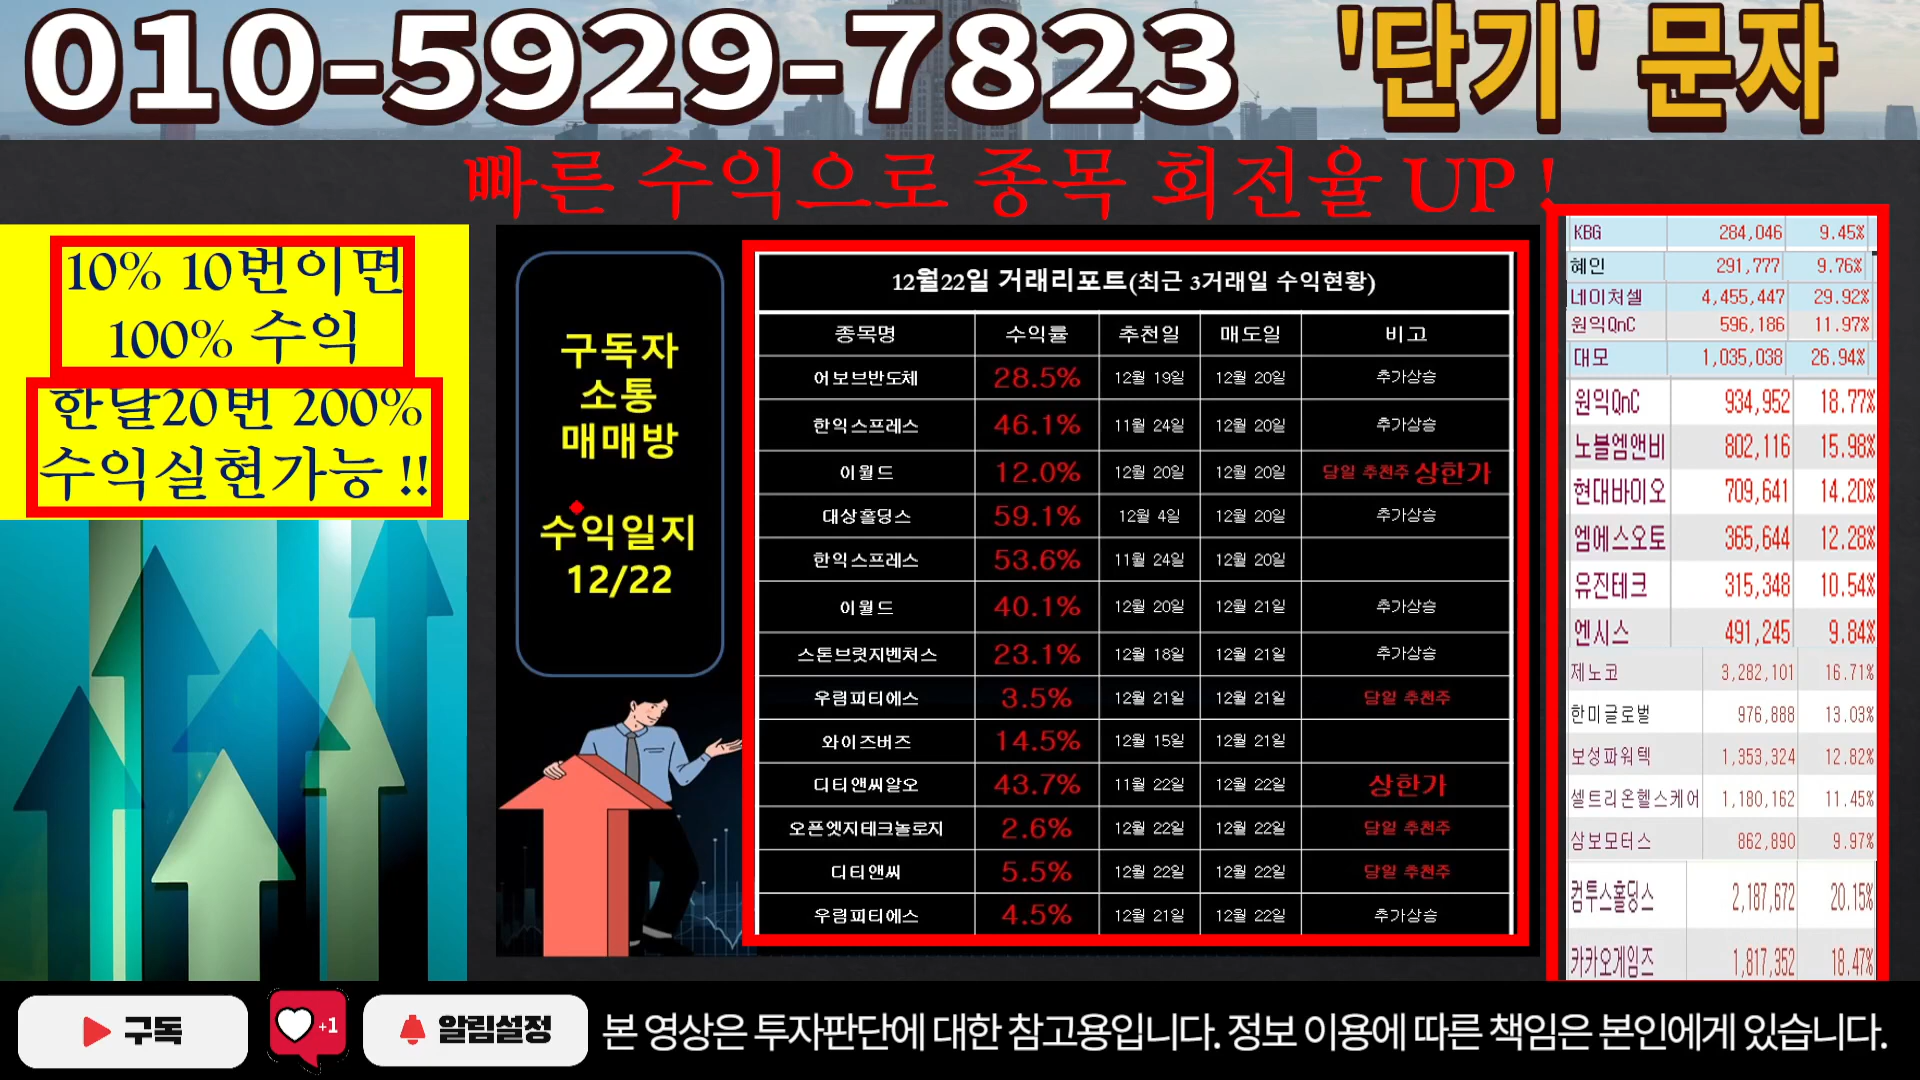 010-5929-7823 '단기' 문자
빠른 수익으로 종목 회전율 UP !
10% 10번이면
100% 수익
한달20번 200%
수익실현가능 !!
구독자
소통
매매방
수익일지
12/22
12월22일 거래리포트(최근 3거래일 수익현황)
종목명 수익률 추천일 매도일 비고
어보브반도체 28.5% 12월 19일 12월 20일 추가상승
한익스프레스 46.1% 11월 24일 12월 20일 추가상승
이월드 12.0% 12월 20일 12월 20일 당일 추천주 상한가
대상홀딩스 59.1% 12월 4일 12월 20일 추가상승
한익스프레스 53.6% 11월 24일 12월 20일
이월드 40.1% 12월 20일 12월 21일 추가상승
스톤브릿지벤처스 23.1% 12월 18일 12월 21일 추가상승
우림피티에스 3.5% 12월 21일 12월 21일 당일 추천주
와이즈버즈 14.5% 12월 15일 12월 21일
디티앤씨알오 43.7% 11월 22일 12월 22일 상한가
오픈엣지테크놀로지 2.6% 12월 22일 12월 22일 당일 추천주
디티앤씨 5.5% 12월 22일 12월 22일 당일 추천주
우림피티에스 4.5% 12월 21일 12월 22일 추가상승
KBG 284,046 9.45%
혜인 291,777 9.76%
네이처셀 4,455,447 29.92%
원익QnC 596,186 11.97%
대모 1,035,038 26.94%
원익QnC 934,952 18.77%
노블엠앤비 802,116 15.98%
현대바이오 709,641 14.20%
엠에스오토 365,644 12.28%
유진테크 315,348 10.54%
엔시스 491,245 9.84%
제노코 3,282,101 16.71%
한미글로벌 976,888 13.03%
보성파워텍 1,353,324 12.82%
셀트리온헬스케어 1,180,162 11.45%
상보모터스 862,890 9.97%
컴투스홀딩스 2,187,672 20.15%
카카오게임즈 1,817,352 18.47%
구독 +1 알림설정 본 영상은 투자판단에 대한 참고용입니다. 정보 이용에 따른 책임은 본인에게 있습니다.